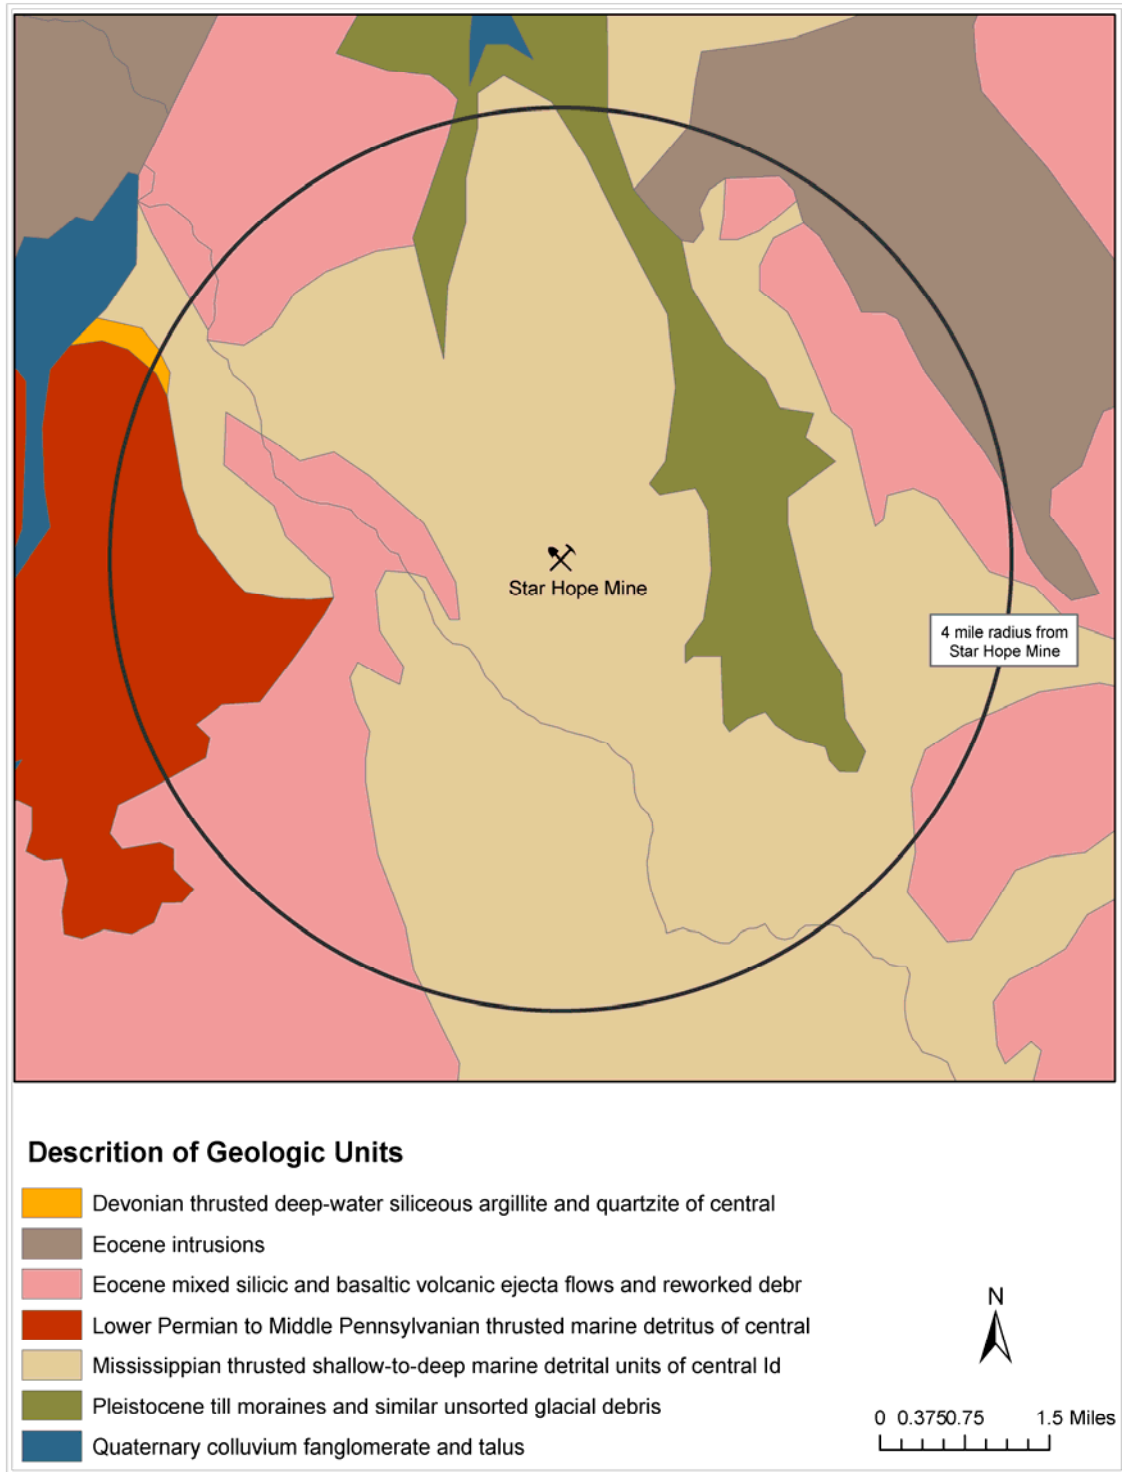 Star Hope Mine
4 mile radius from
Star Hope Mine
Descrition of Geologic Units
Devonian thrusted deep-water siliceous argillite and quartzite of central
Eocene intrusions
Eocene mixed silicic and basaltic volcanic ejecta flows and reworked debr
Lower Permian to Middle Pennsylvanian thrusted marine detritus of central
Mississippian thrusted shallow-to-deep marine detrital units of central Id
Pleistocene till moraines and similar unsorted glacial debris
Quaternary colluvium fanglomerate and talus
N
0 0.3750.75 1.5 Miles